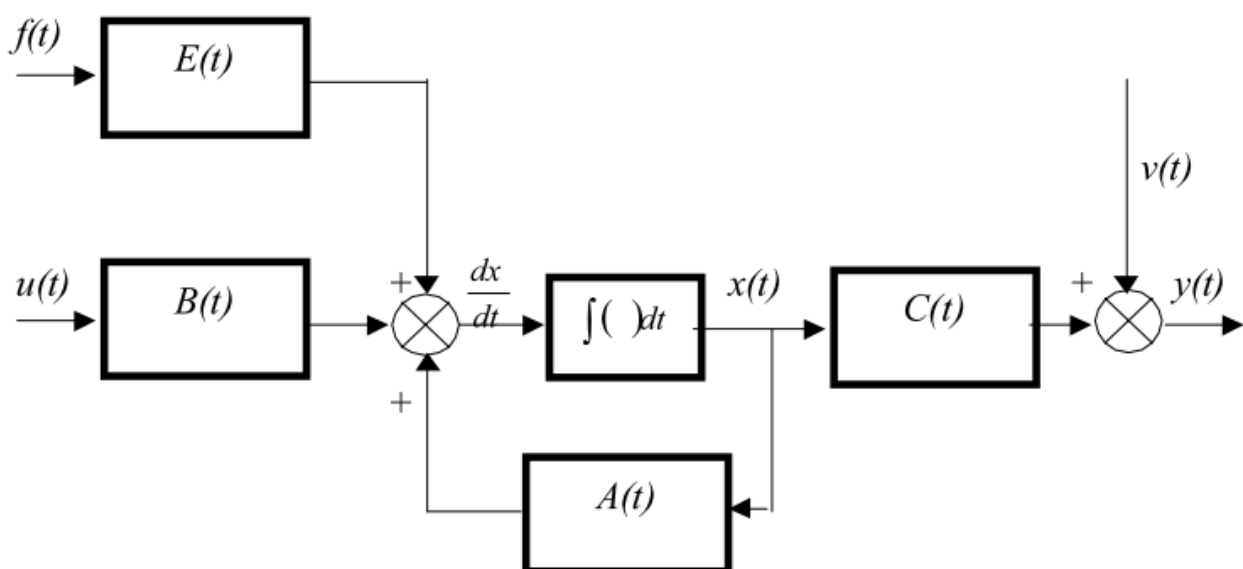 f(t)
E(t)
v(t)
u(t)
B(t)
+
dx
dt
∫( )dt
x(t)
C(t)
+
y(t)
+
A(t)